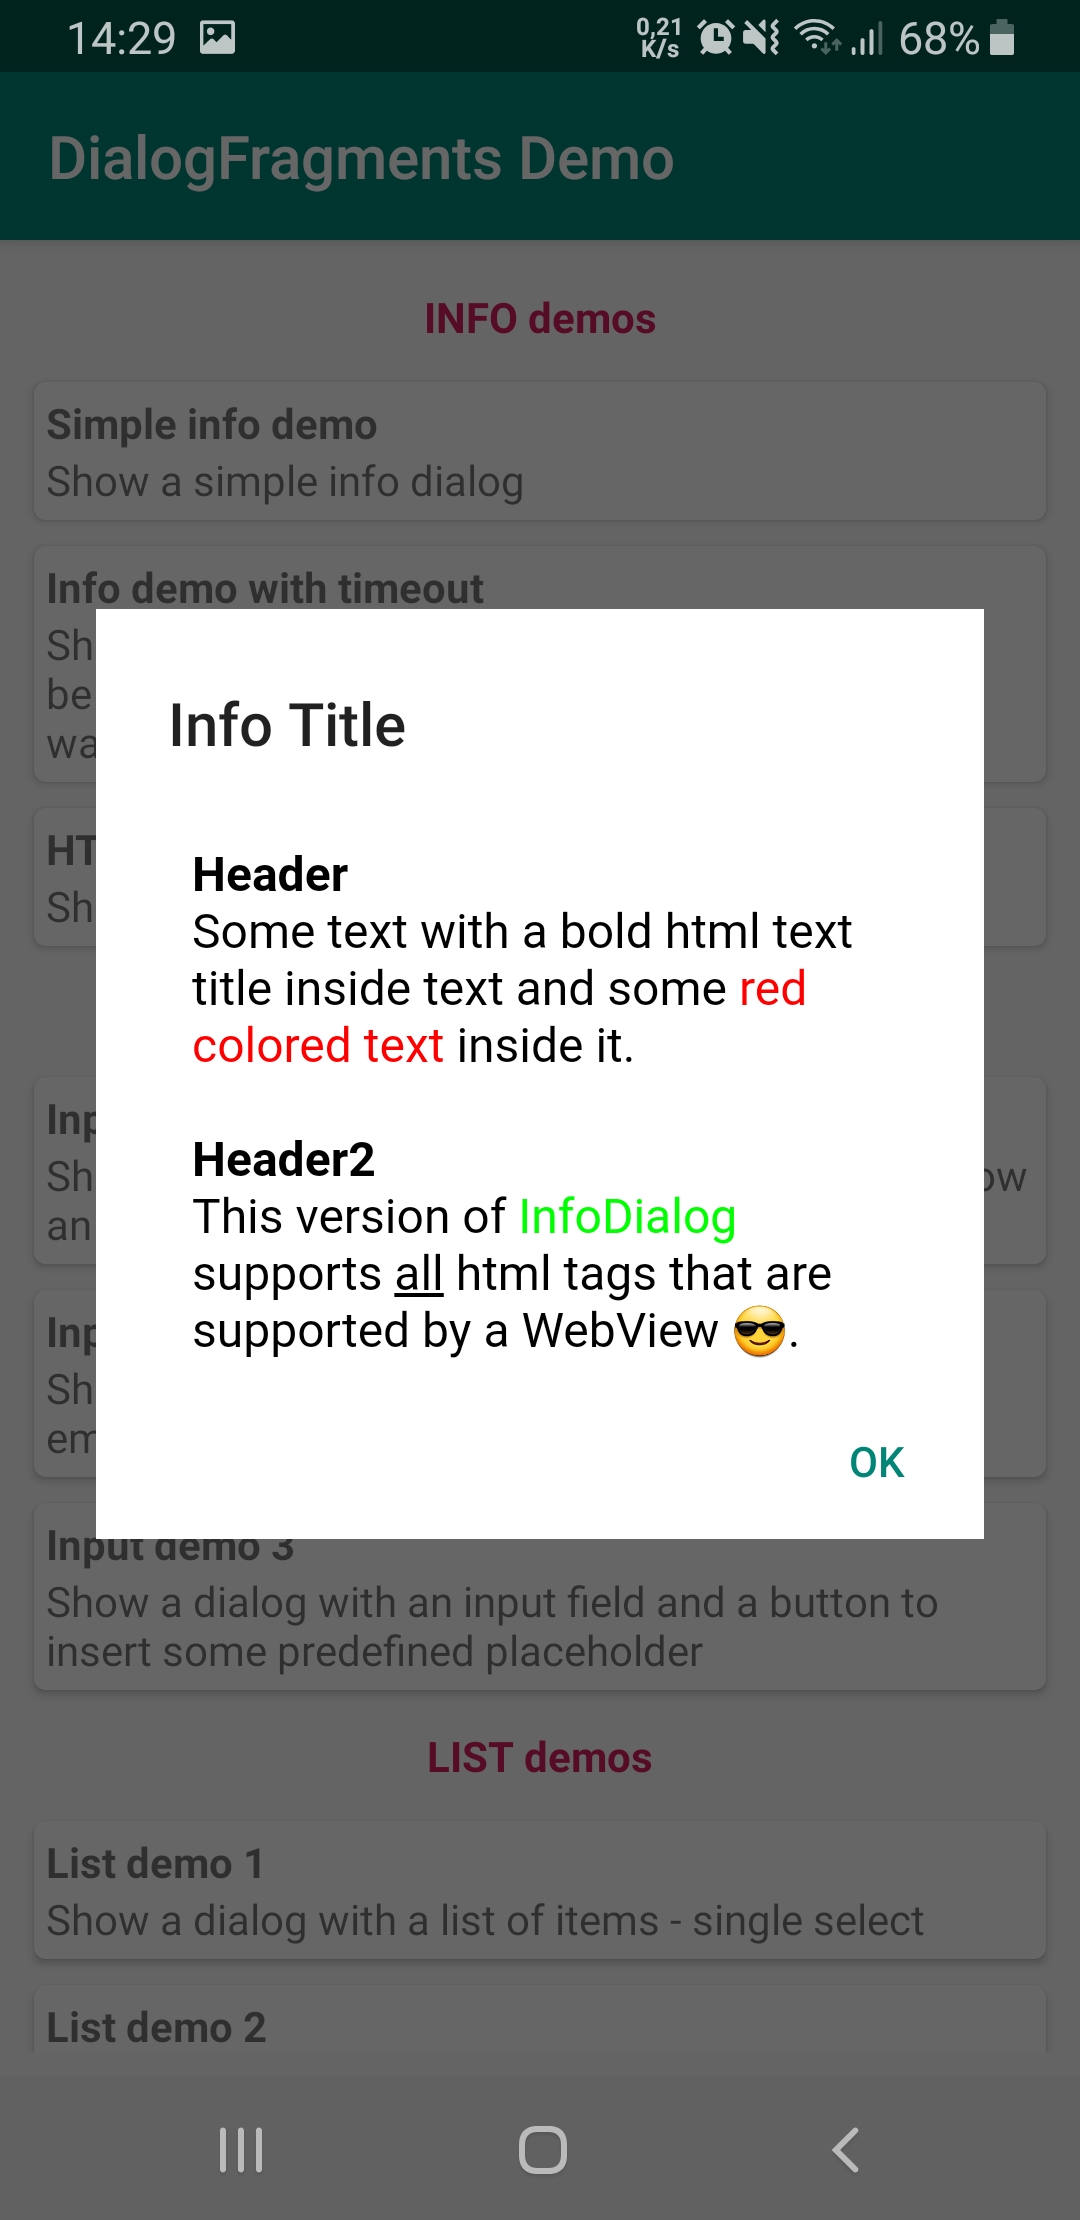 14:29
0,21 K/s
68%
DialogFragments Demo
INFO demos
Simple info demo
Show a simple info dialog
Info demo with timeout
Sh
be
wa
HT
Sh
Info Title
Header
Some text with a bold html text
title inside text and some red
colored text inside it.
Header2
This version of InfoDialog
supports all html tags that are
supported by a WebView 😎.
OK
Inp
Sh
ow
an
Inp
Sh
em
Input demo 3
Show a dialog with an input field and a button to
insert some predefined placeholder
LIST demos
List demo 1
Show a dialog with a list of items - single select
List demo 2